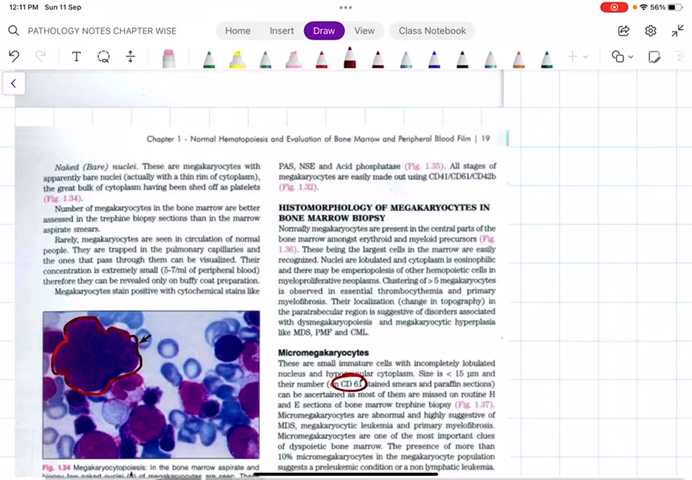 12:11 PM Sun 11 Sep
56%
PATHOLOGY NOTES CHAPTER WISE
Home
Insert
Draw
View
Class Notebook
Chapter 1 - Normal Hematopoiesis and Evaluation of Bone Marrow and Peripheral Blood Film | 19
Naked (Bare) nuclei. These are megakaryocytes with
apparently bare nuclei (actually with a thin rim of cytoplasm),
the great bulk of cytoplasm having been shed off as platelets
(Fig. 1.34).
Number of megakaryocytes in the bone marrow are better
assessed in the trephine biopsy sections than in the marrow
aspirate smears.
Rarely, megakaryocytes are seen in circulation of normal
people. They are trapped in the pulmonary capillaries and
the ones that pass through them can be visualized. Their
concentration is extremely small (5-7/ml of peripheral blood)
therefore they can be revealed only on buffy coat preparation.
Megakaryocytes stain positive with cytochemical stains like
Fig. 1.34 Megakaryocytopoiesis: In the bone marrow aspirate and
biopsy few naked nuclei of megakaryocytes are seen. These
PAS, NSE and Acid phosphatase (Fig. 1.35). All stages of
megakaryocytes are easily made out using CD41/CD61/CD42b
(Fig. 1.32).
HISTOMORPHOLOGY OF MEGAKARYOCYTES IN
BONE MARROW BIOPSY
Normally megakaryocytes are present in the central parts of the
bone marrow amongst erythroid and myeloid precursors (Fig.
1.36). These being the largest cells in the marrow are easily
recognized. Nuclei are lobulated and cytoplasm is eosinophilic
and there may be emperiopolesis of other hemopoietic cells in
myeloproliferative neoplasms. Clustering of > 5 megakaryocytes
is observed in essential thrombocythemia and primary
myelofibrosis. Their localization (change in topography) in
the paratrabecular region is suggestive of disorders associated
with dysmegakaryopoiesis and megakaryocytic hyperplasia
like MDS, PMF and CML.
Micromegakaryocytes
These are small immature cells with incompletely lobulated
nucleus and hypogranular cytoplasm. Size is < 15 μm and
their number (in CD 61 stained smears and paraffin sections)
can be ascertained as most of them are missed on routine H
and E sections of bone marrow trephine biopsy (Fig. 1.37).
Micromegakaryocytes are abnormal and highly suggestive of
MDS, megakaryocytic leukemia and primary myelofibrosis.
Micromegakaryocytes are one of the most important clues
of dyspoietic bone marrow. The presence of more than
10% micromegakaryocytes in the megakaryocyte population
suggests a preleukemic condition or a non lymphatic leukemia.